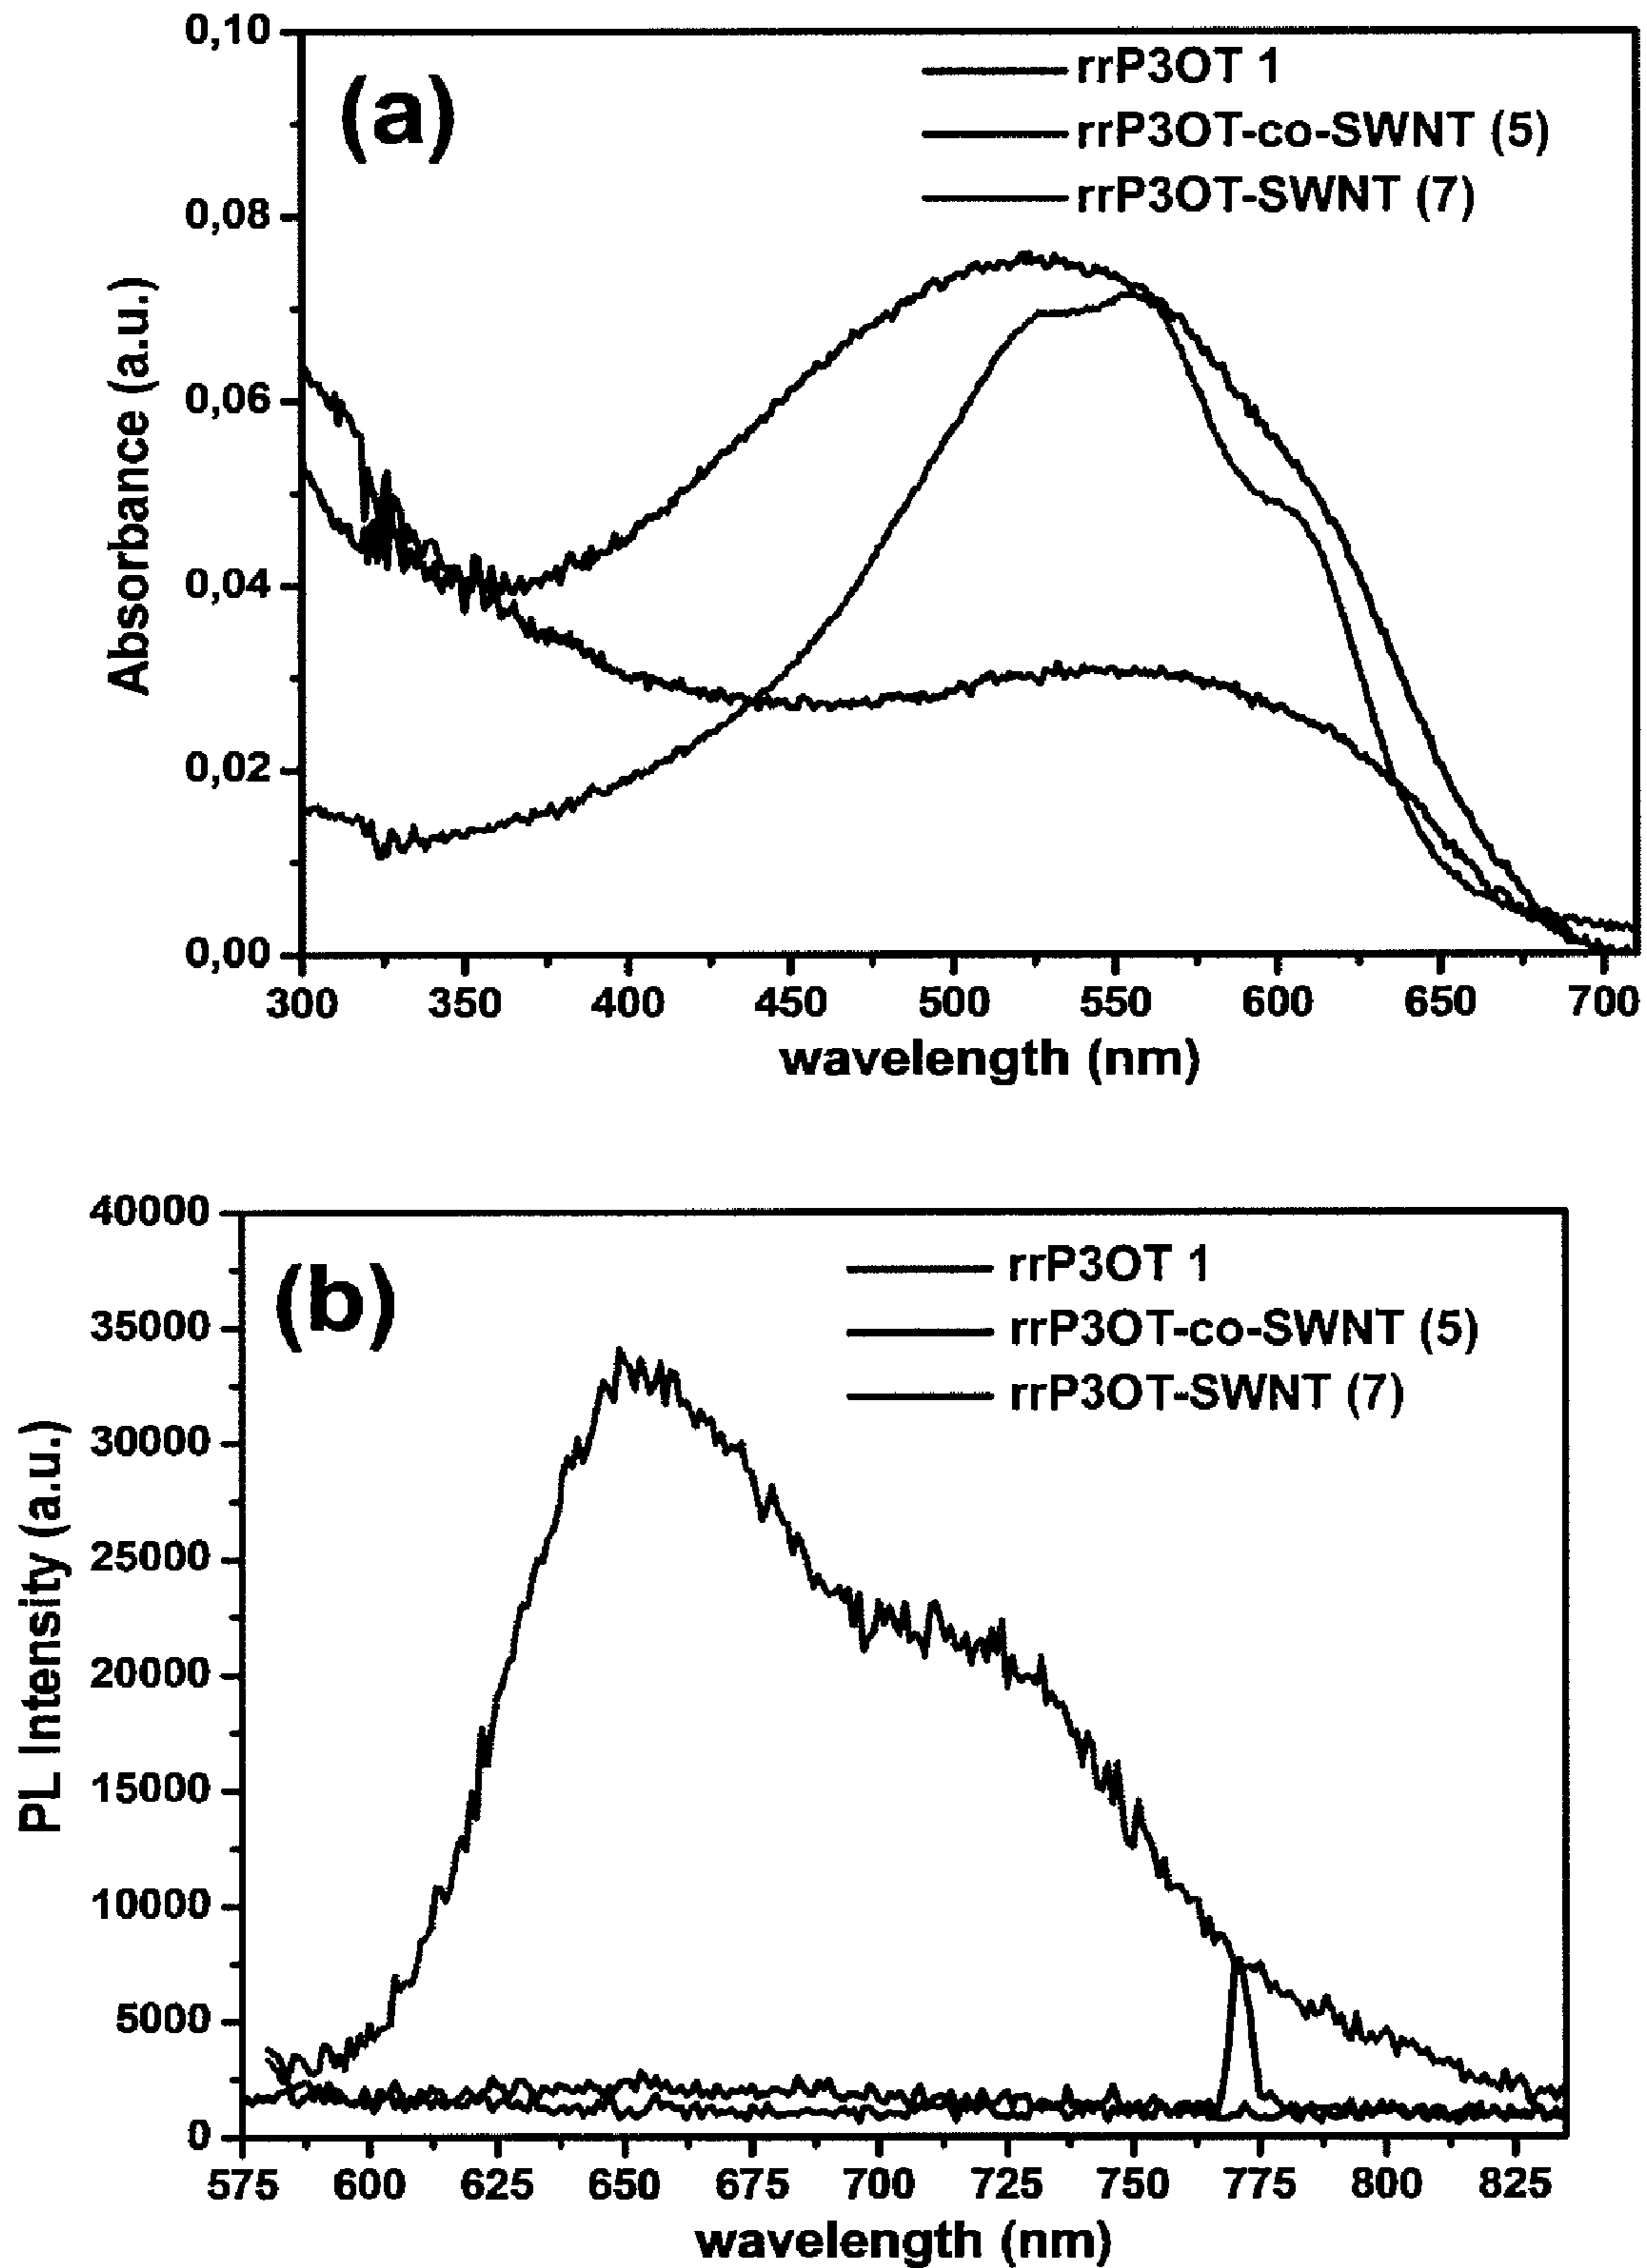 (a)
rrP3OT 1
rrP3OT-co-SWNT (5)
rrP3OT-SWNT (7)
Absorbance (a.u.)
0,10
0,08
0,06
0,04
0,02
0,00
300 350 400 450 500 550 600 650 700
wavelength (nm)
(b)
rrP3OT 1
rrP3OT-co-SWNT (5)
rrP3OT-SWNT (7)
PL Intensity (a.u.)
40000
35000
30000
25000
20000
15000
10000
5000
0
575 600 625 650 675 700 725 750 775 800 825
wavelength (nm)